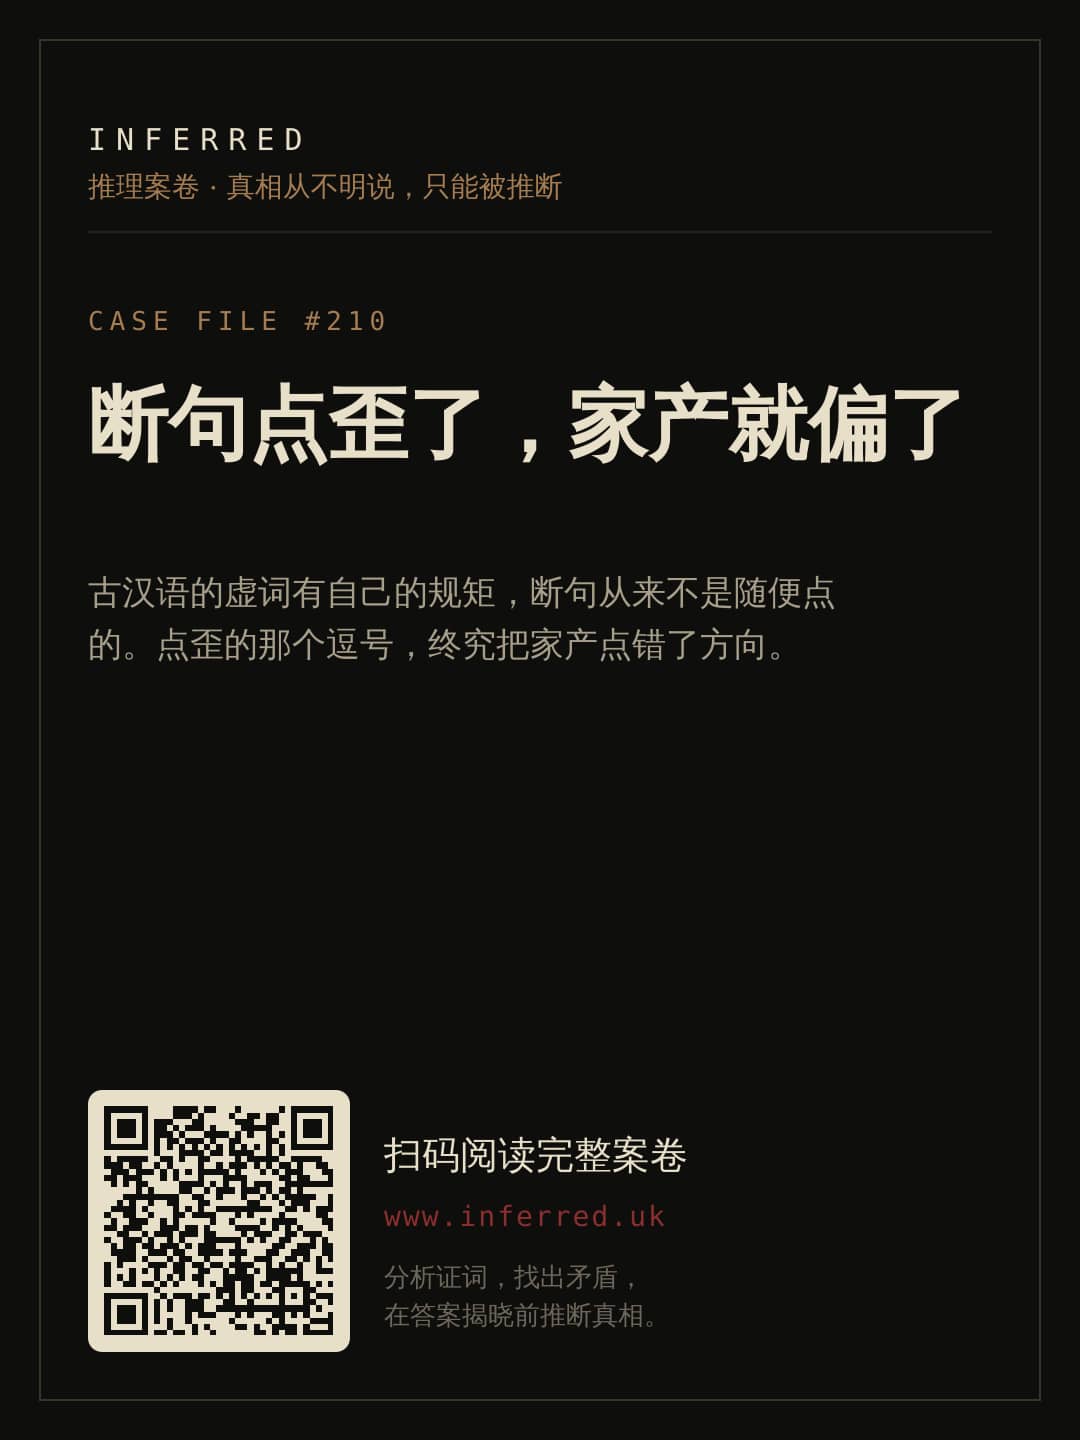 INFERRED
推理案卷 · 真相从不明说，只能被推断
CASE FILE #210
断句点歪了，家产就偏了
古汉语的虚词有自己的规矩，断句从来不是随便点
的。点歪的那个逗号，终究把家产点错了方向。
扫码阅读完整案卷
www.inferred.uk
分析证词，找出矛盾，
在答案揭晓前推断真相。